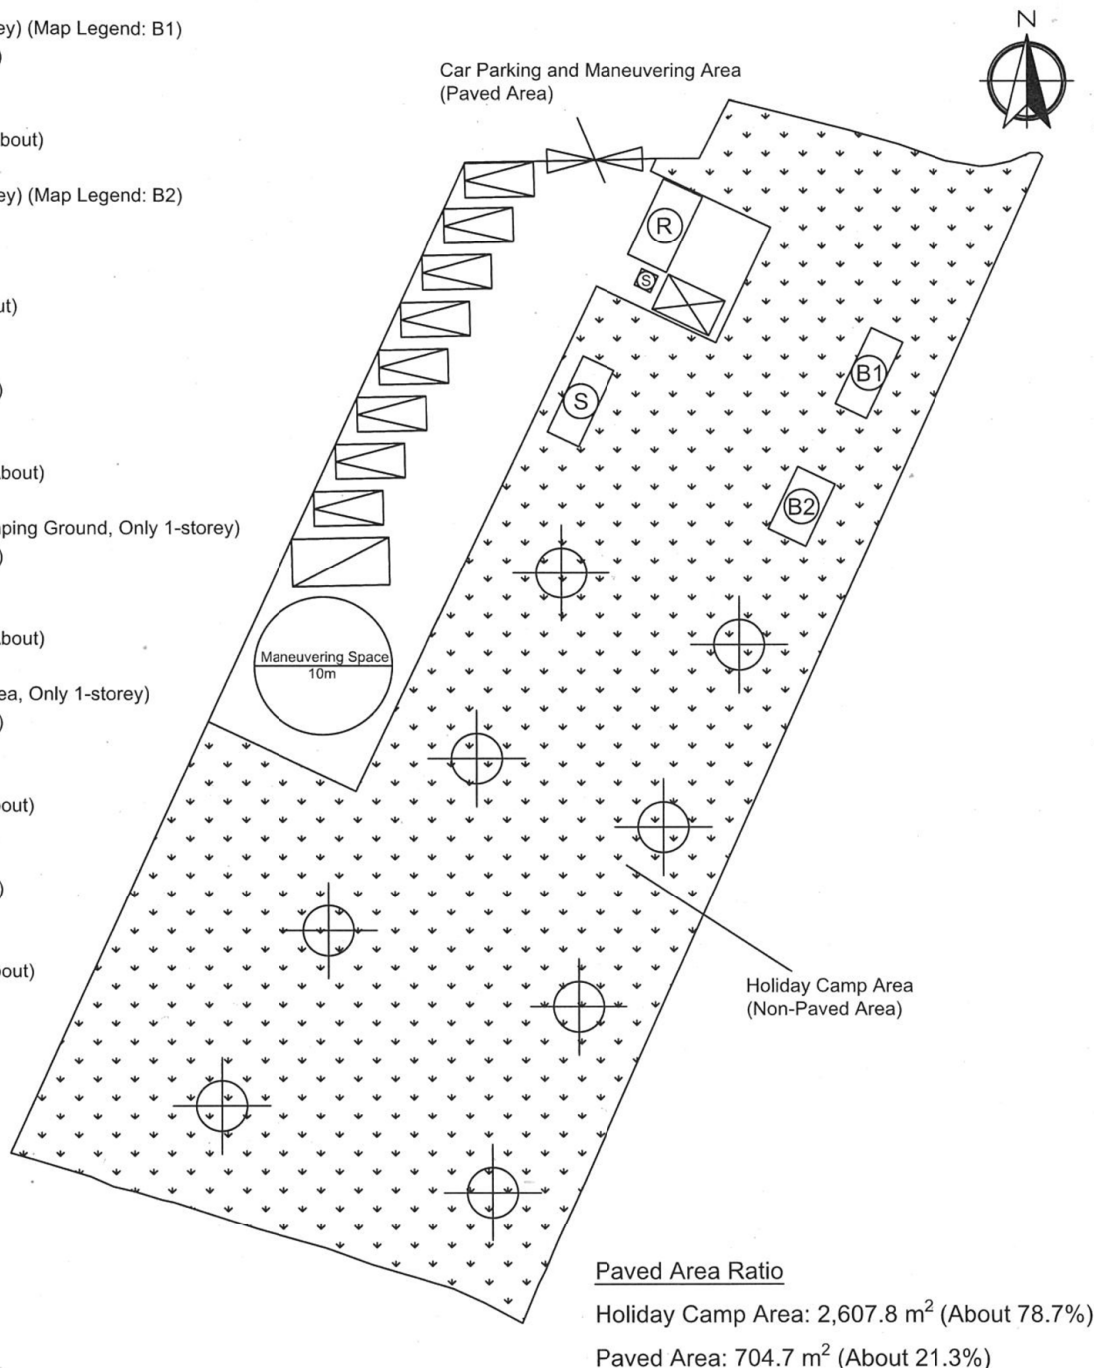 ey) (Map Legend: B1)
)
bout)
ey) (Map Legend: B2)
ut)
)
bout)
ping Ground, Only 1-storey)
)
bout)
ea, Only 1-storey)
)
out)
)
out)
N
Car Parking and Maneuvering Area
(Paved Area)
R
S
B1
S
B2
Maneuvering Space
10m
Holiday Camp Area
(Non-Paved Area)
Paved Area Ratio
Holiday Camp Area: 2,607.8 m² (About 78.7%)
Paved Area: 704.7 m² (About 21.3%)